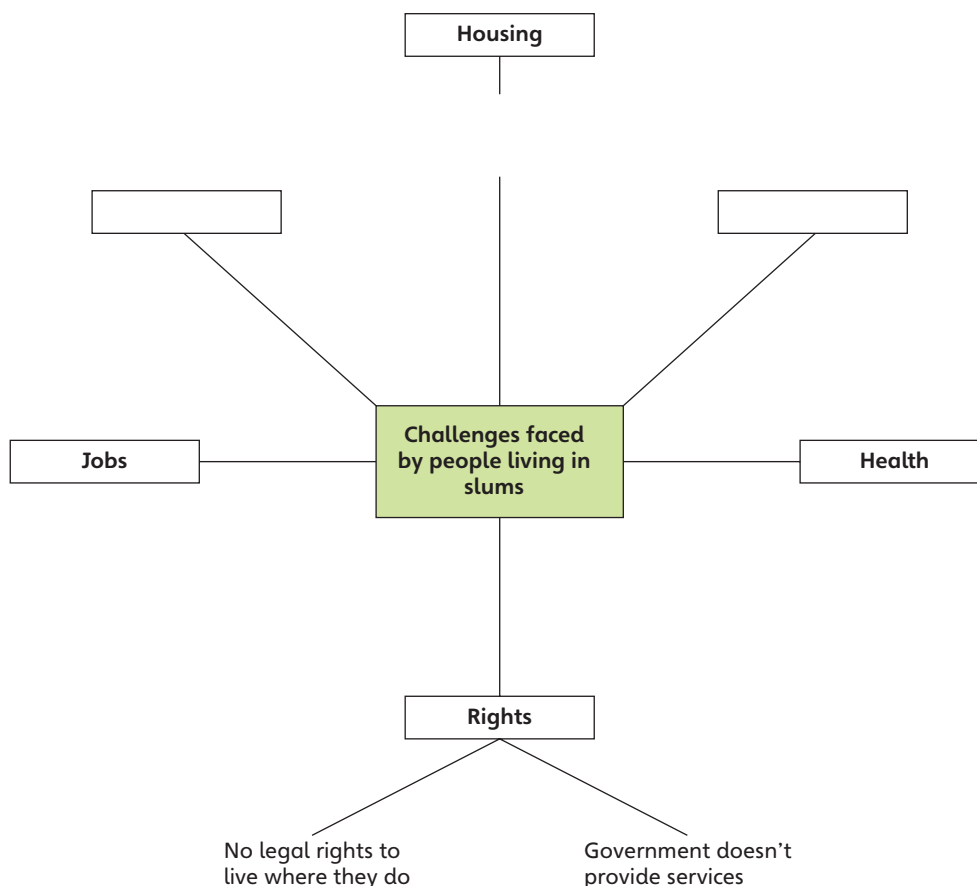 Housing
Challenges faced
by people living in
slums
Jobs
Health
Rights
No legal rights to
live where they do
Government doesn't
provide services